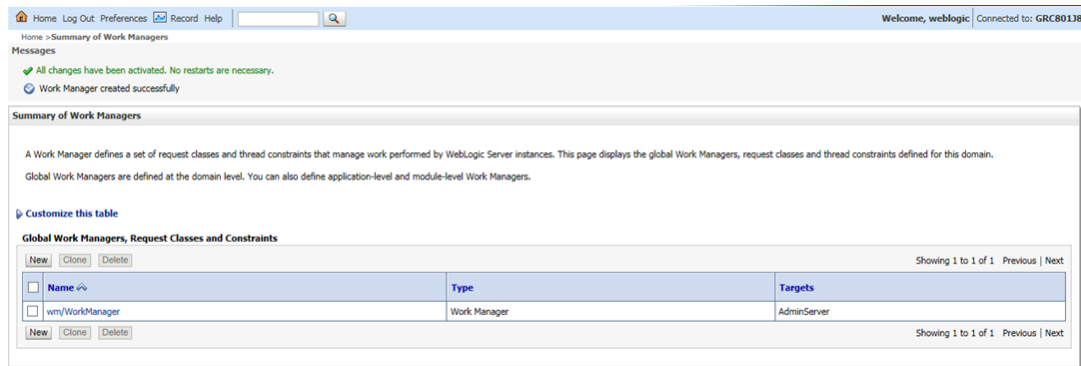 Home Log Out Preferences Record Help
Welcome, weblogic Connected to: GRC801J8
Home >Summary of Work Managers
Messages
All changes have been activated. No restarts are necessary.
Work Manager created successfully
Summary of Work Managers
A Work Manager defines a set of request classes and thread constraints that manage work performed by WebLogic Server instances. This page displays the global Work Managers, request classes and thread constraints defined for this domain.
Global Work Managers are defined at the domain level. You can also define application-level and module-level Work Managers.
Customize this table
Global Work Managers, Request Classes and Constraints
New Clone Delete Showing 1 to 1 of 1 Previous | Next
Name Type Targets
wm/WorkManager Work Manager AdminServer
New Clone Delete Showing 1 to 1 of 1 Previous | Next